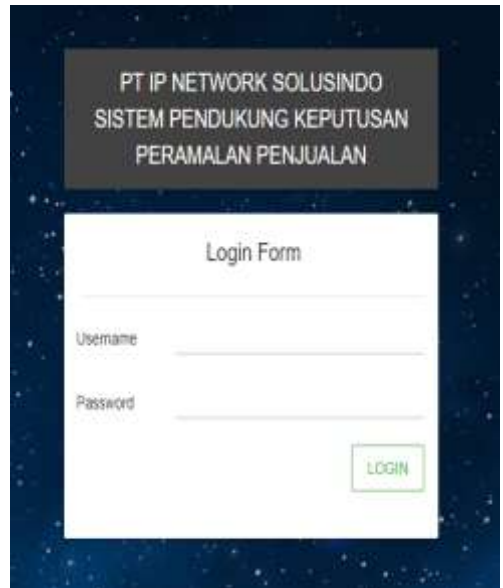 PT IP NETWORK SOLUSINDO
SISTEM PENDUKUNG KEPUTUSAN
PERAMALAN PENJUALAN
Login Form
Username
Password
LOGIN